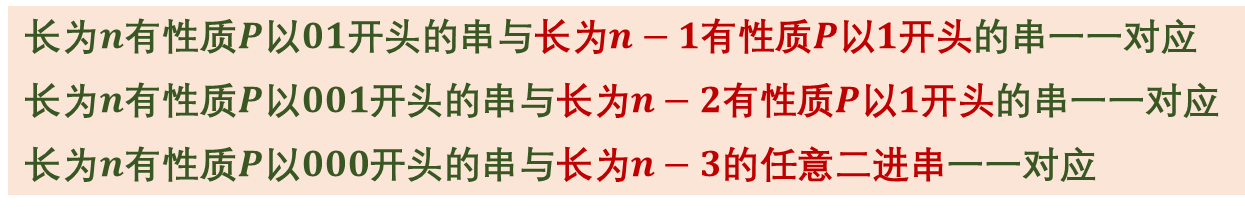 长为n有性质P以01开头的串与长为n − 1有性质P以1开头的串一一对应
长为n有性质P以001开头的串与长为n − 2有性质P以1开头的串一一对应
长为n有性质P以000开头的串与长为n − 3的任意二进串一一对应